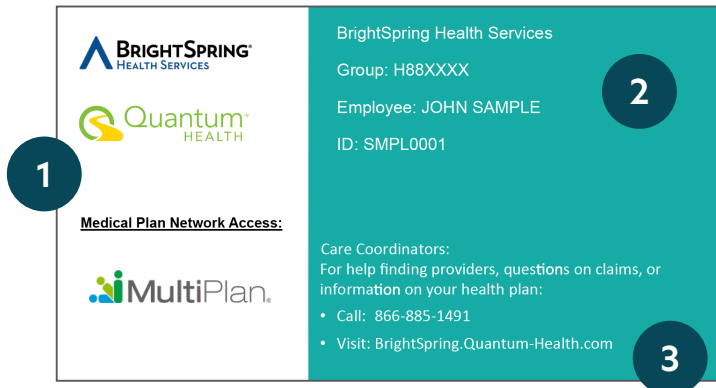 BRIGHTSPRING®
HEALTH SERVICES
Quantum®
HEALTH
1
Medical Plan Network Access:
MultiPlan®
BrightSpring Health Services
Group: H88XXXX
Employee: JOHN SAMPLE
ID: SMPL0001
2
Care Coordinators:
For help finding providers, questions on claims, or
information on your health plan:
• Call: 866-885-1491
• Visit: BrightSpring.Quantum-Health.com
3